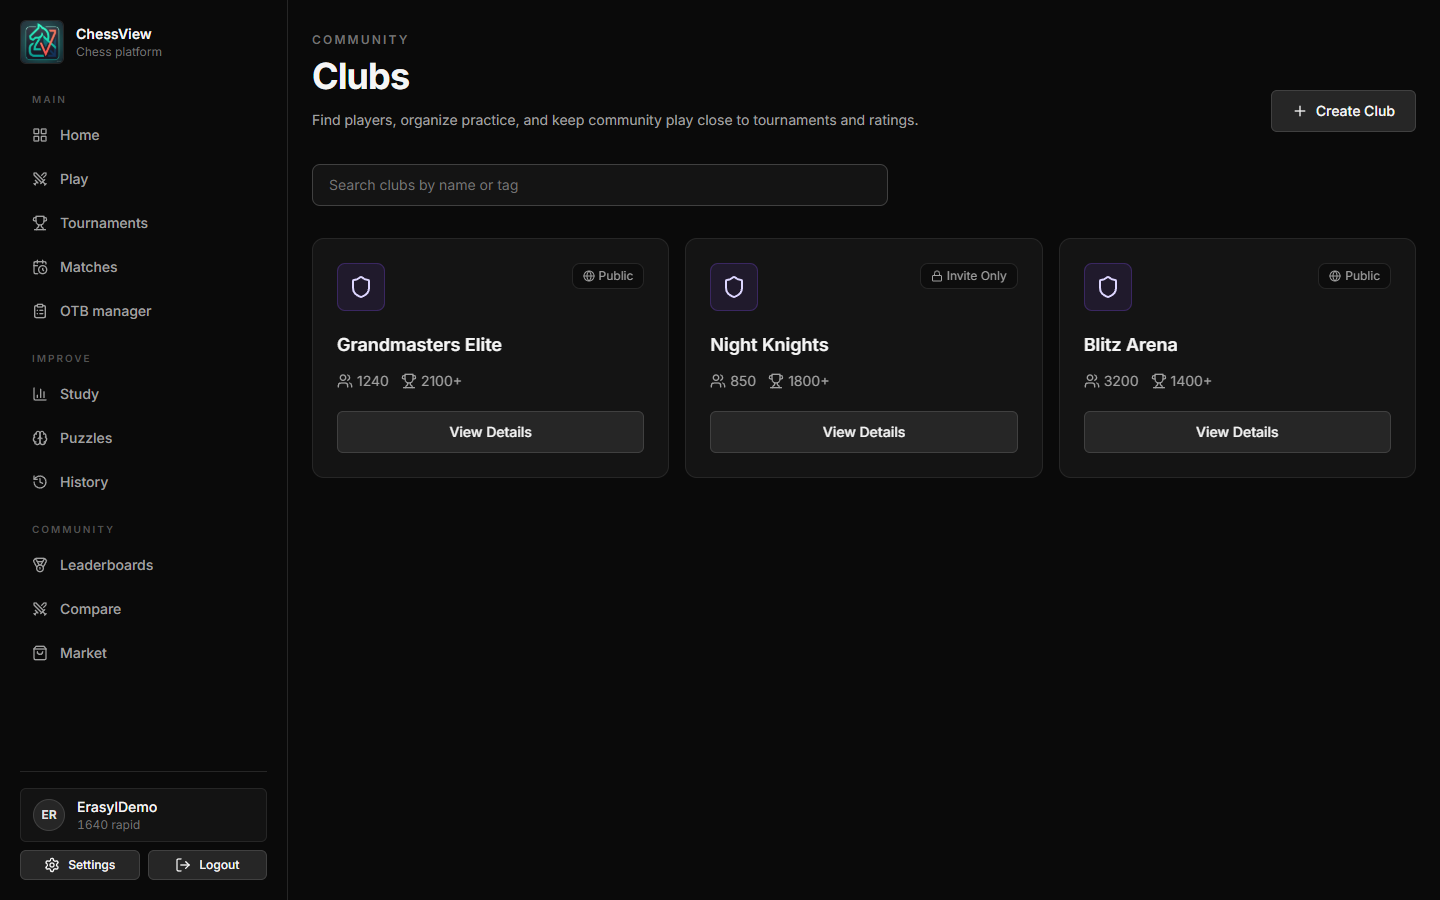 ChessView
Chess platform
MAIN
Home
Play
Tournaments
Matches
OTB manager
IMPROVE
Study
Puzzles
History
COMMUNITY
Leaderboards
Compare
Market
ER
ErasylDemo
1640 rapid
Settings
Logout
COMMUNITY
Clubs
Find players, organize practice, and keep community play close to tournaments and ratings.
Create Club
Search clubs by name or tag
Public
Grandmasters Elite
1240 2100+
View Details
Invite Only
Night Knights
850 1800+
View Details
Public
Blitz Arena
3200 1400+
View Details